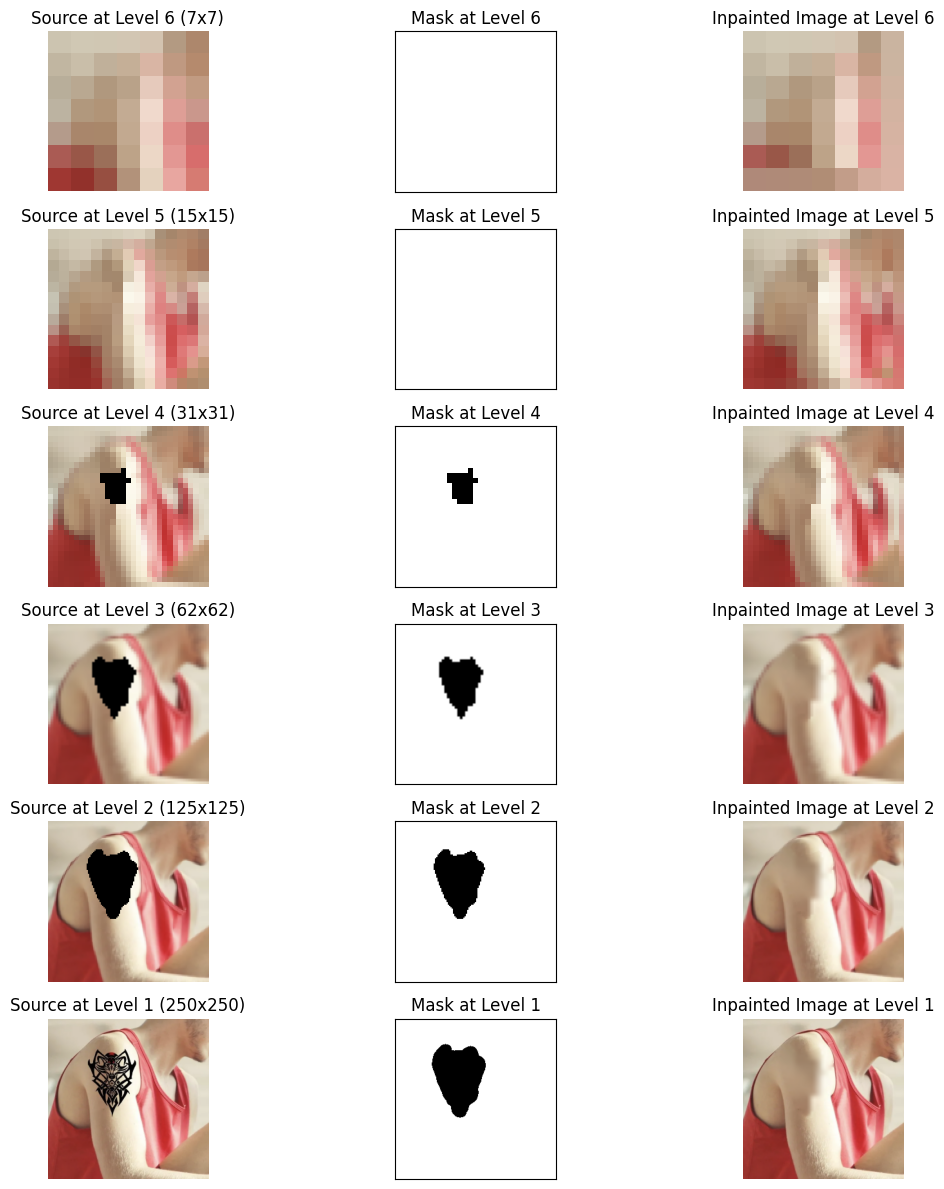 Source at Level 6 (7x7)
Mask at Level 6
Inpainted Image at Level 6
Source at Level 5 (15x15)
Mask at Level 5
Inpainted Image at Level 5
Source at Level 4 (31x31)
Mask at Level 4
Inpainted Image at Level 4
Source at Level 3 (62x62)
Mask at Level 3
Inpainted Image at Level 3
Source at Level 2 (125x125)
Mask at Level 2
Inpainted Image at Level 2
Source at Level 1 (250x250)
Mask at Level 1
Inpainted Image at Level 1